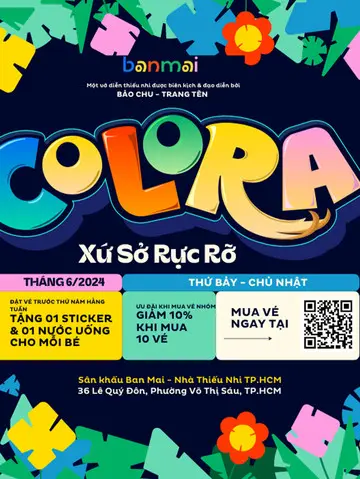 banmai
Một vở diễn thiếu nhi được biên kịch & đạo diễn bởi
BẢO CHU - TRANG TÊN
COLORA
Xứ Sở Rực Rỡ
THÁNG 6/2024
THỨ BẢY - CHỦ NHẬT
ĐẶT VÉ TRƯỚC THỨ NĂM HẰNG
TUẦN
TẶNG 01 STICKER
& 01 NƯỚC UỐNG
CHO MỖI BÉ
ƯU ĐÃI KHI MUA VÉ NHÓM
GIẢM 10%
KHI MUA
10 VÉ
MUA VÉ
NGAY TẠI
Sân khấu Ban Mai - Nhà Thiếu Nhi TP.HCM
36 Lê Quý Đôn, Phường Võ Thị Sáu, TP.HCM